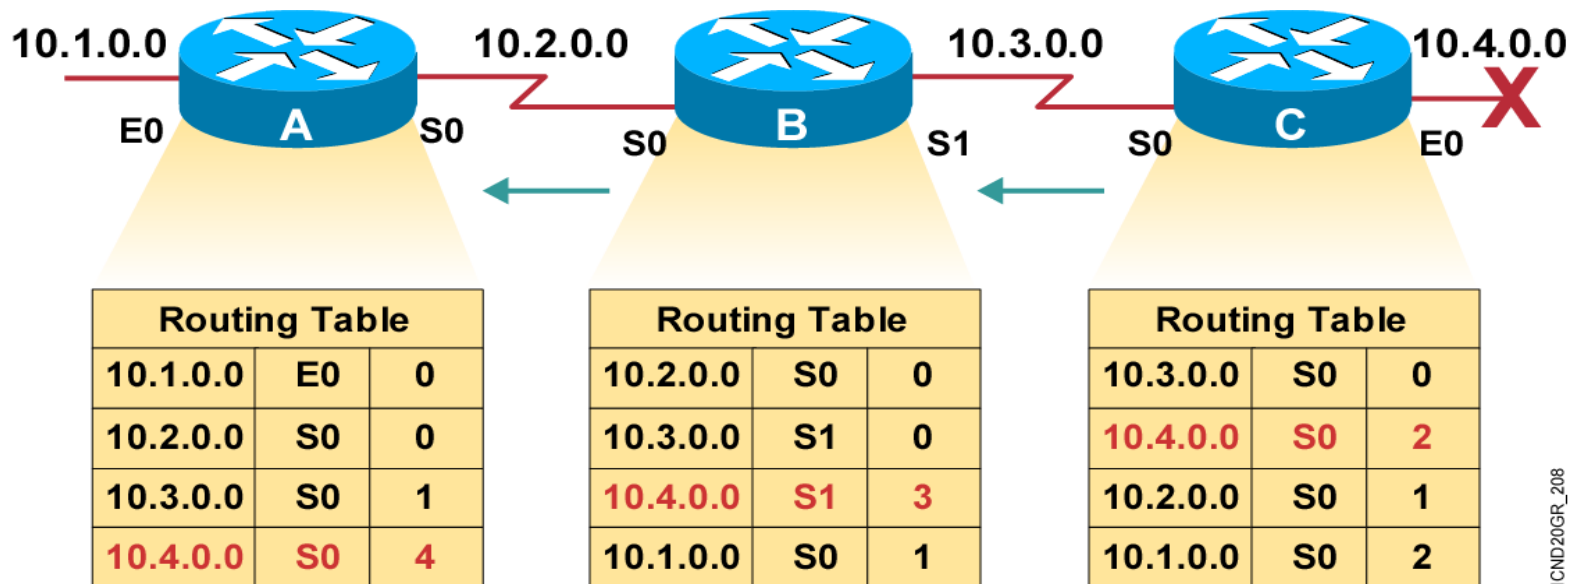 10.1.0.0 10.2.0.0 10.3.0.0 10.4.0.0
A B C
E0 S0 S0 S1 S0 E0
X
Routing Table
10.1.0.0 E0 0
10.2.0.0 S0 0
10.3.0.0 S0 1
10.4.0.0 S0 4
Routing Table
10.2.0.0 S0 0
10.3.0.0 S1 0
10.4.0.0 S1 3
10.1.0.0 S0 1
Routing Table
10.3.0.0 S0 0
10.4.0.0 S0 2
10.2.0.0 S0 1
10.1.0.0 S0 2
ICND20GR_208